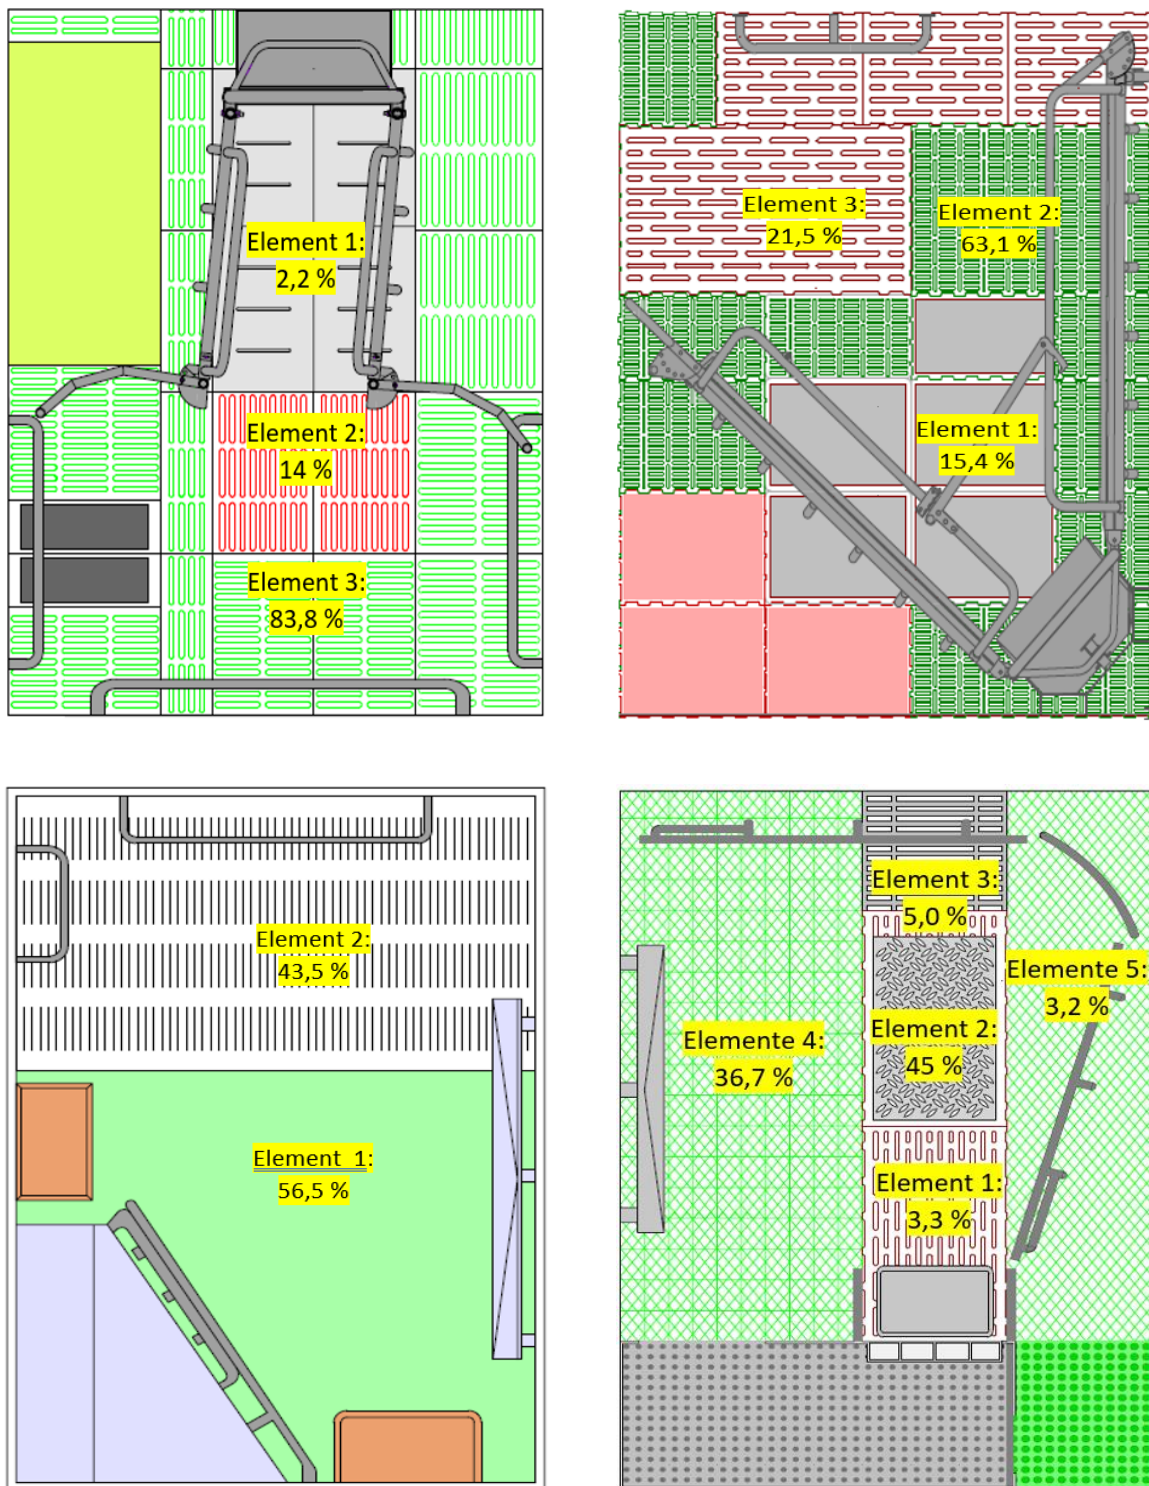 Element 1:
2,2 %
Element 2:
14 %
Element 3:
83,8 %
Element 3:
21,5 %
Element 2:
63,1 %
Element 1:
15,4 %
Element 2:
43,5 %
Element 1:
56,5 %
Element 3:
5,0 %
Elemente 5:
3,2 %
Element 2:
45 %
Elemente 4:
36,7 %
Element 1:
3,3 %